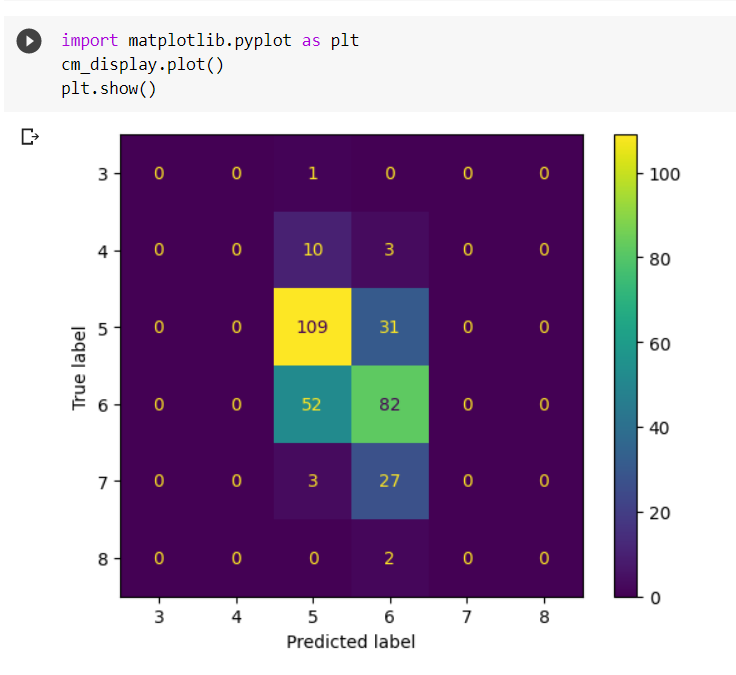 import matplotlib.pyplot as plt
cm_display.plot()
plt.show()
3 0 0 1 0 0 0
4 0 0 10 3 0 0
5 0 0 109 31 0 0
6 0 0 52 82 0 0
7 0 0 3 27 0 0
8 0 0 0 2 0 0
3 4 5 6 7 8
Predicted label
True label
100
80
60
40
20
0